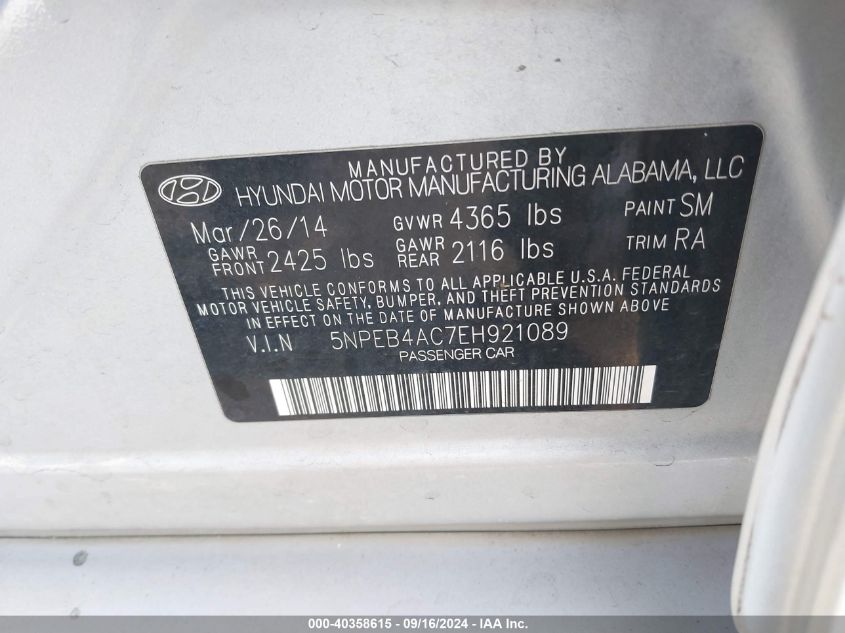 MANUFACTURED BY
HYUNDAI MOTOR MANUFACTURING ALABAMA, LLC
Mar/26/14 GVWR 4365 lbs PAINT SM
GAWR FRONT 2425 lbs GAWR REAR 2116 lbs TRIM RA
THIS VEHICLE CONFORMS TO ALL APPLICABLE U.S.A. FEDERAL
MOTOR VEHICLE SAFETY, BUMPER, AND THEFT PREVENTION STANDARDS
IN EFFECT ON THE DATE OF MANUFACTURE SHOWN ABOVE
V.I.N 5NPEB4AC7EH921089
PASSENGER CAR
000-40358615 - 09/16/2024 - IAA Inc.